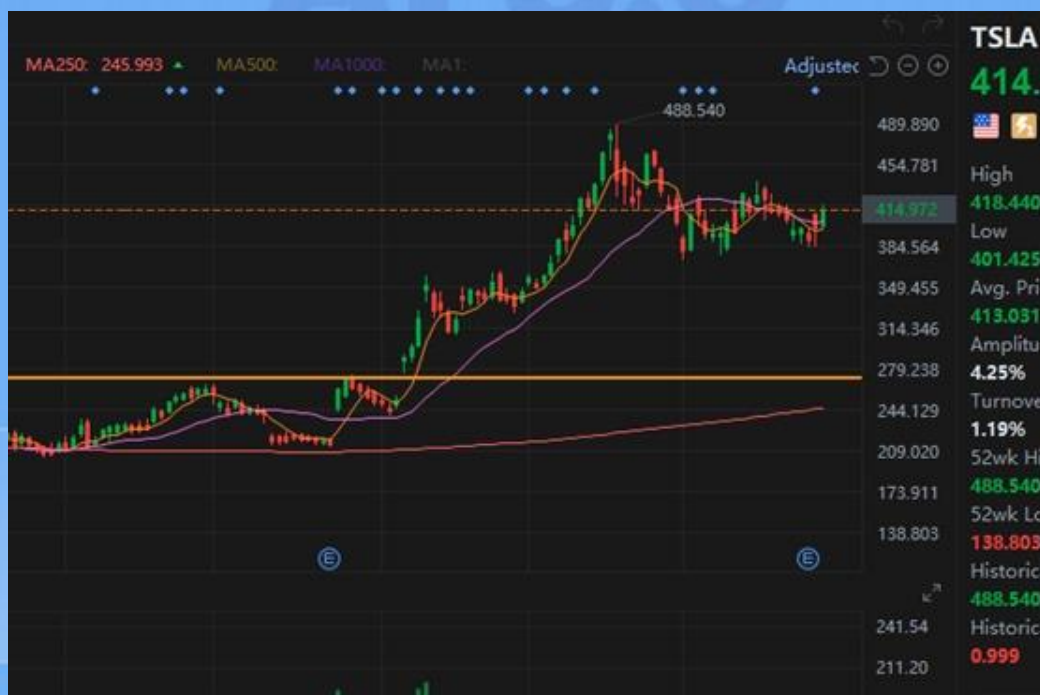 MA250: 245.993 MA500: MA1000: MA1: Adjusted
TSLA
414.
488.540
489.890
454.781
414.972
384.564
349.455
314.346
279.238
244.129
209.020
173.911
138.803
E E
241.54
211.20
High
418.440
Low
401.425
Avg. Pri
413.031
Amplitu
4.25%
Turnove
1.19%
52wk Hi
488.540
52wk Lo
138.803
Historic
488.540
Historic
0.999